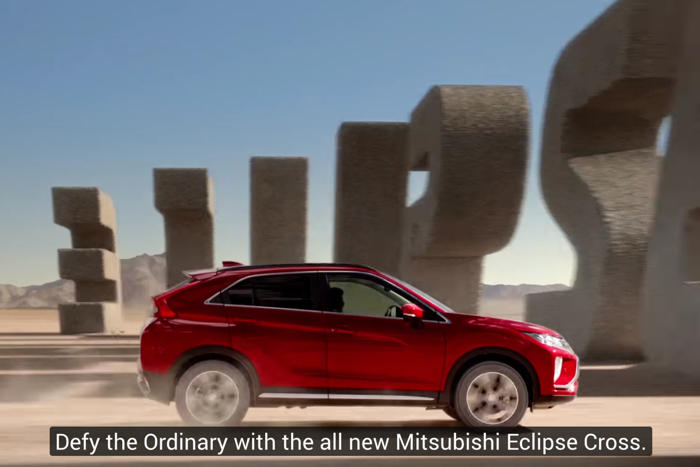 Defy the Ordinary with the all new Mitsubishi Eclipse Cross.